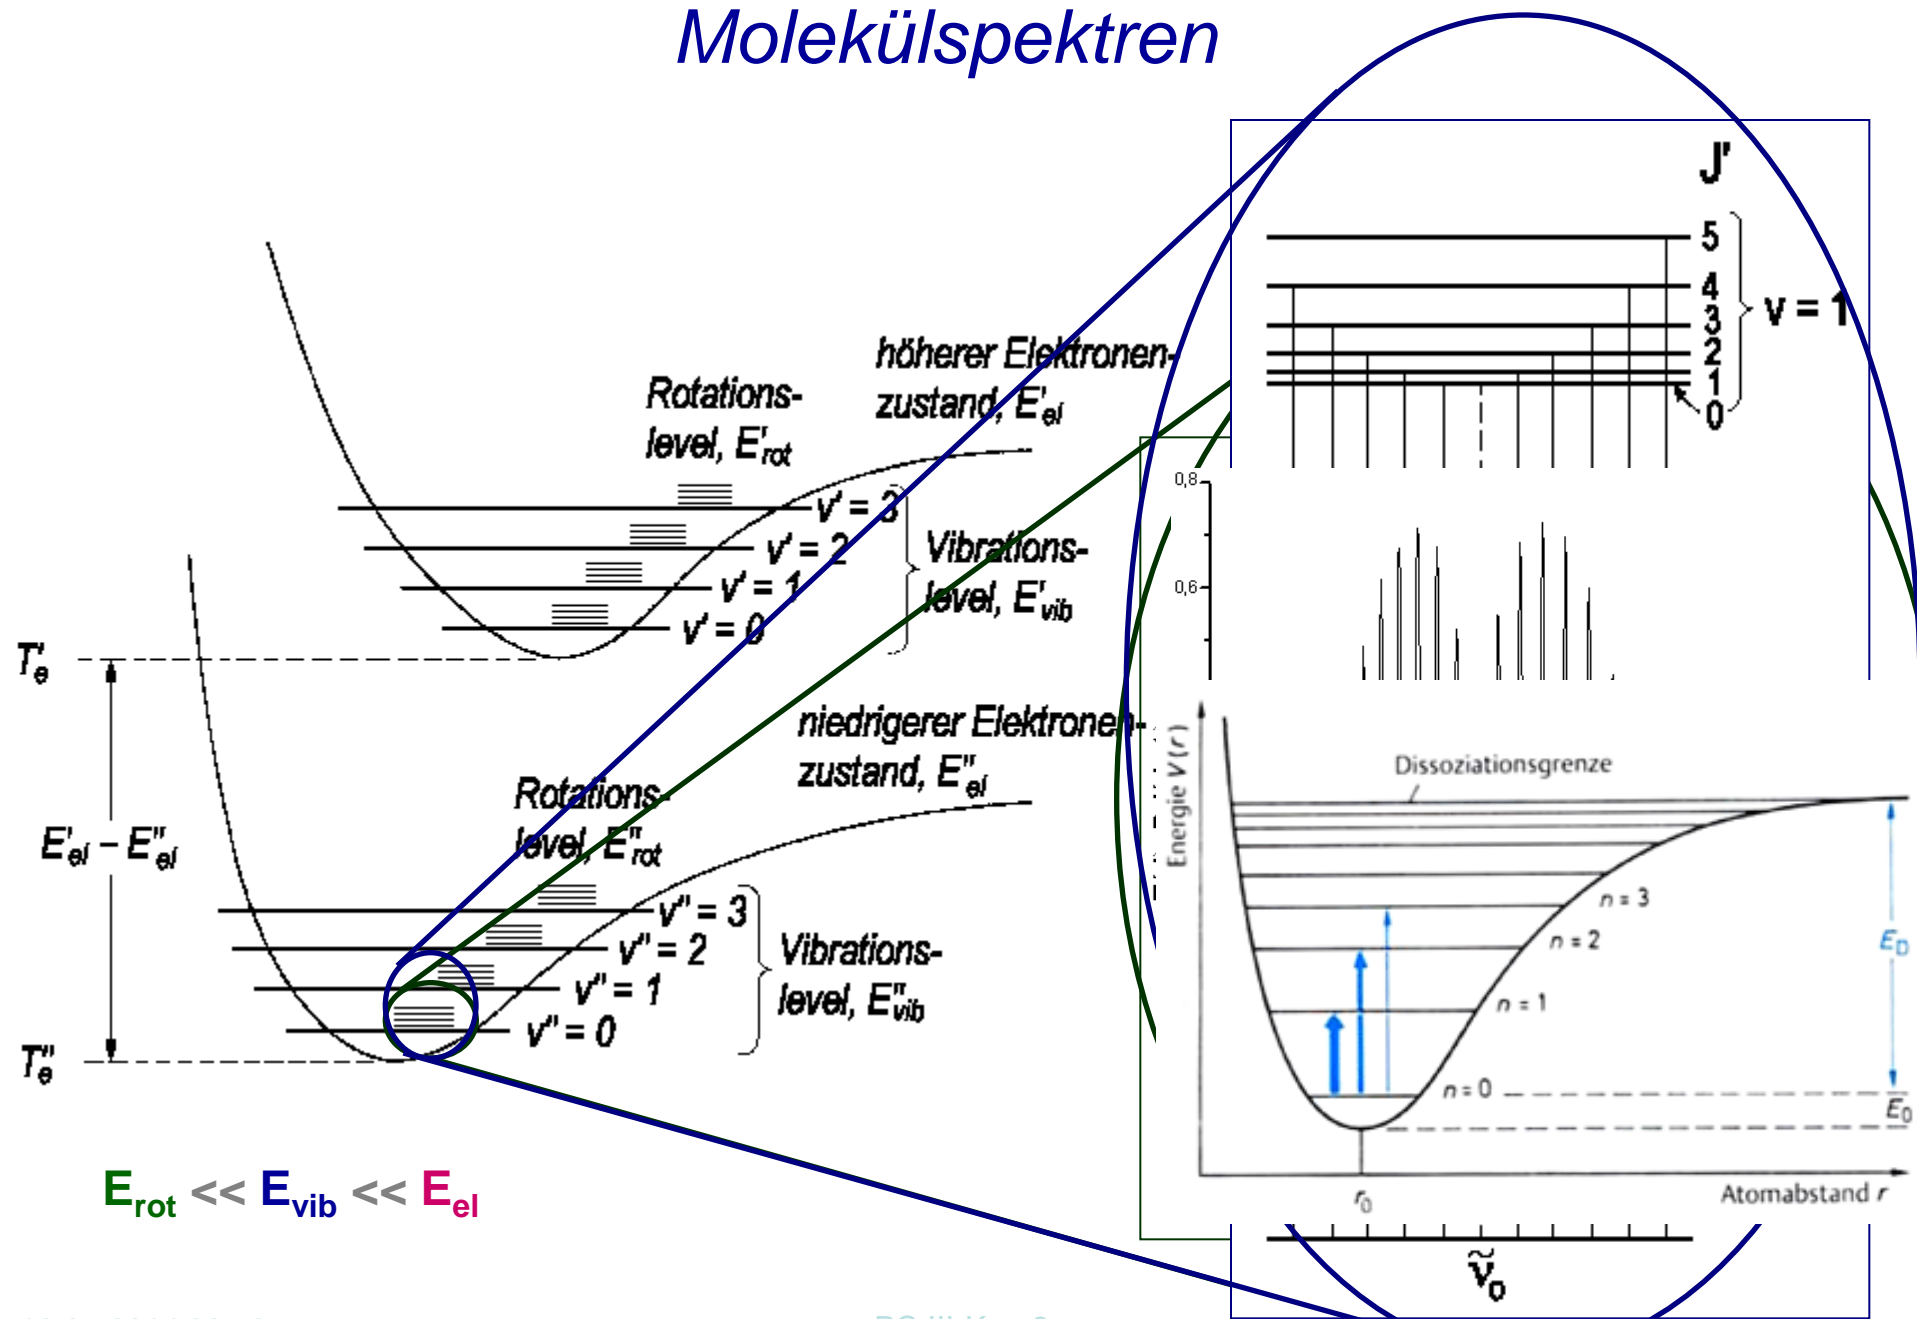 Molekülspektren
höherer Elektronen-
zustand, E'el
Rotations-
level, E'rot
v' = 3
v' = 2
v' = 1
v' = 0
Vibrations-
level, E'vib
T'e
niedrigerer Elektronen-
zustand, E"el
Rotations-
level, E"rot
E'el – E"el
v" = 3
v" = 2
v" = 1
v" = 0
Vibrations-
level, E"vib
T"e
Erot << Evib << Eel
J'
5
4
3
2
1
0
v = 1
0,8
0,6
Energie V(r)
Dissoziationsgrenze
n = 3
n = 2
n = 1
n = 0
ED
E0
r0
Atomabstand r
ν̃0